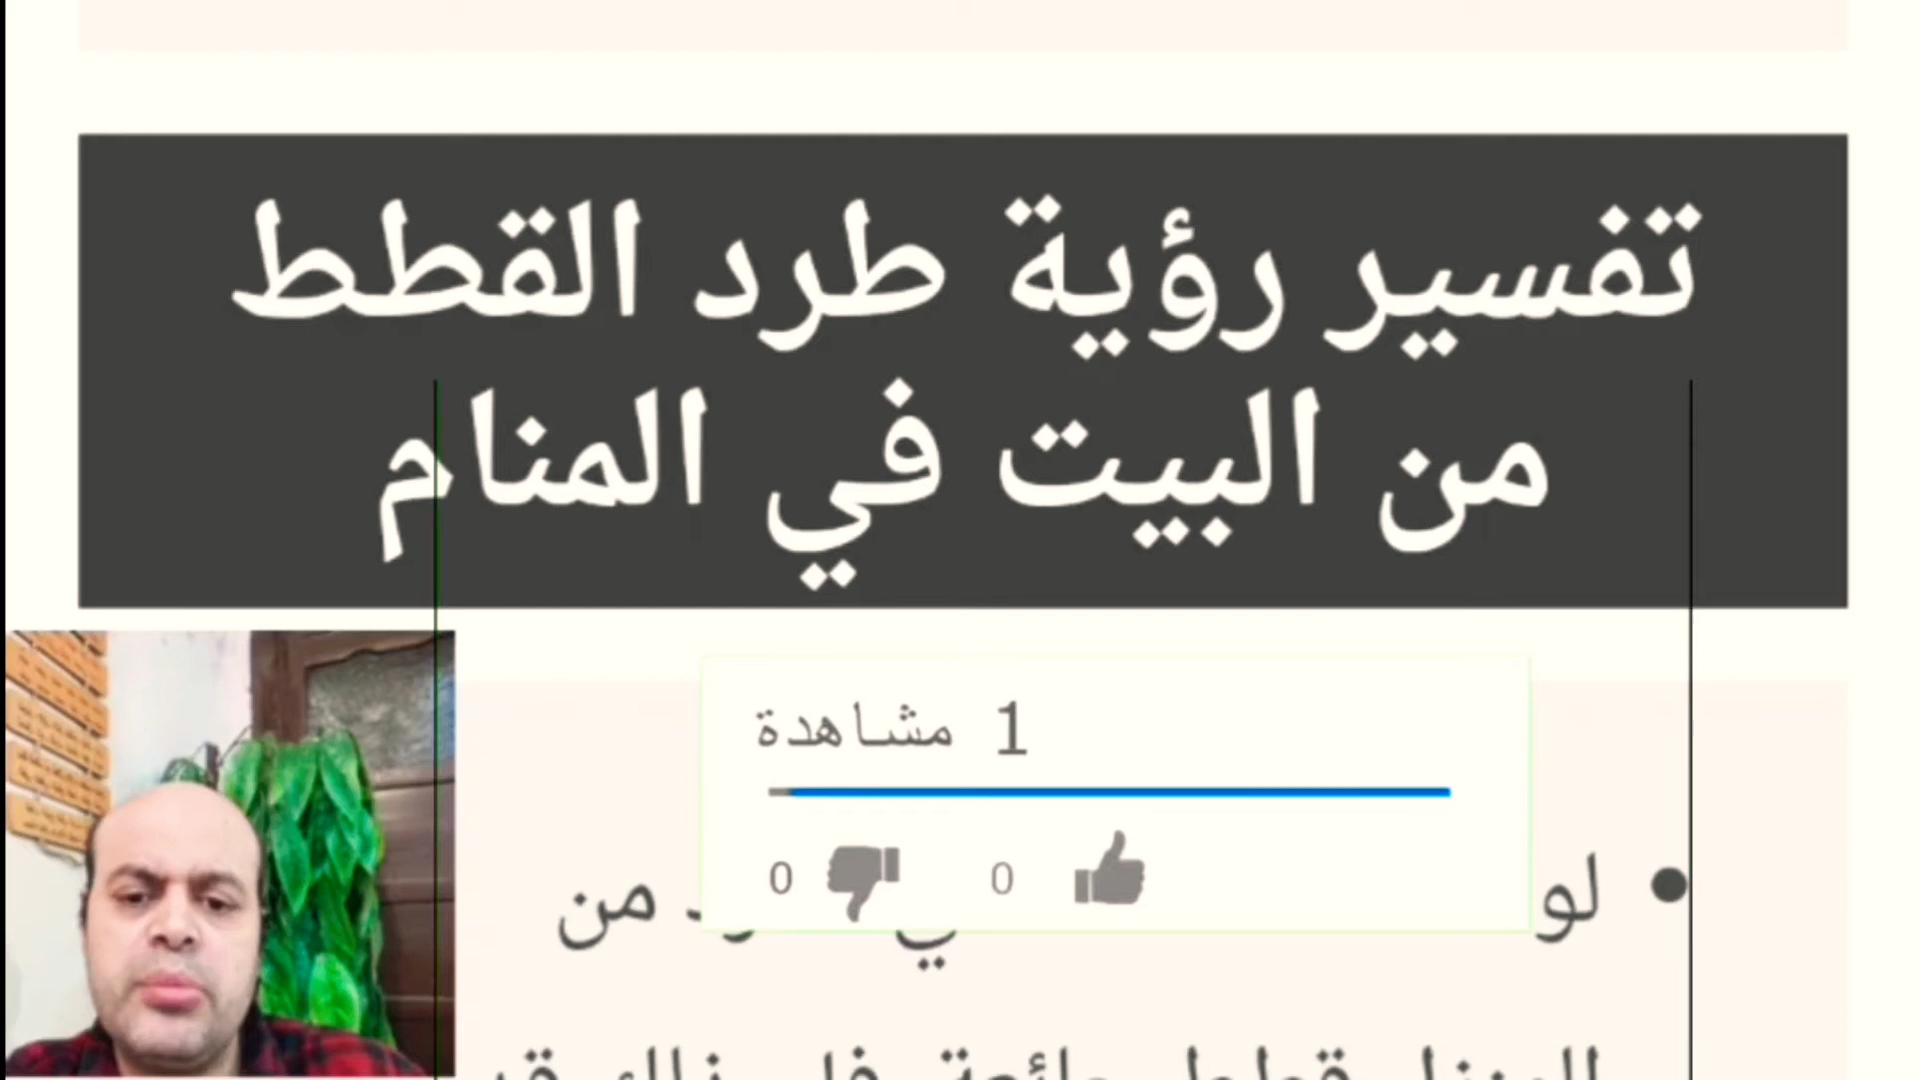 تفسير رؤية طرد القطط
من البيت في المنام
1 مشاهدة
0 0
لو من